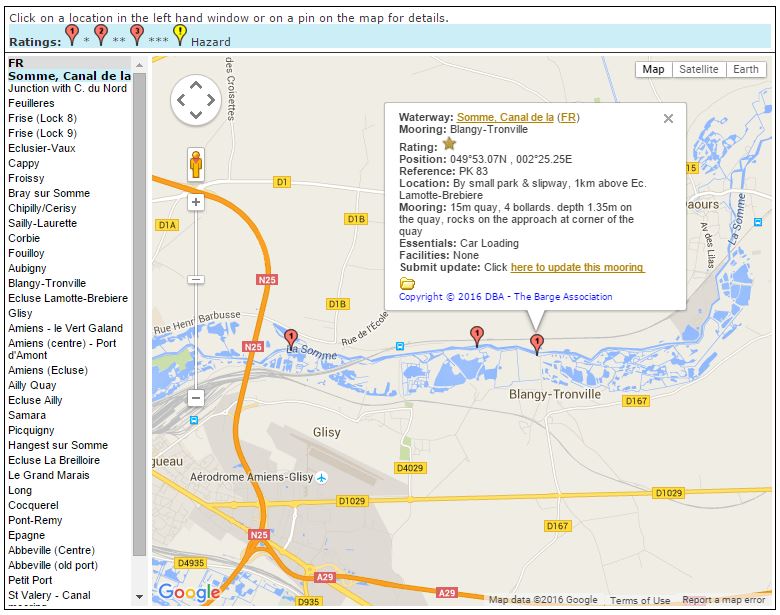 Click on a location in the left hand window or on a pin on the map for details.
Ratings: 1 * 2 ** 3 *** ! Hazard
FR
Somme, Canal de la
Junction with C. du Nord
Feuilleres
Frise (Lock 8)
Frise (Lock 9)
Eclusier-Vaux
Cappy
Froissy
Bray sur Somme
Chipilly/Cerisy
Sailly-Laurette
Corbie
Fouilloy
Aubigny
Blangy-Tronville
Ecluse Lamotte-Brebiere
Glisy
Amiens - le Vert Galand
Amiens (centre) - Port
d'Amont
Amiens (Ecluse)
Ailly Quay
Ecluse Ailly
Samara
Picquigny
Hangest sur Somme
Ecluse La Breilloire
Le Grand Marais
Long
Cocquerel
Pont-Remy
Epagne
Abbeville (Centre)
Abbeville (old port)
Petit Port
St Valery - Canal
mooring
Map
Satellite
Earth
Waterway: Somme, Canal de la (FR)
Mooring: Blangy-Tronville
Rating:
Position: 049°53.07N , 002°25.25E
Reference: PK 83
Location: By small park & slipway, 1km above Ec.
Lamotte-Brebiere
Mooring: 15m quay, 4 bollards. depth 1.35m on
the quay, rocks on the approach at corner of the
quay
Essentials: Car Loading
Facilities: None
Submit update: Click here to update this mooring
Copyright © 2016 DBA - The Barge Association
des Croisettes
D1
D1A
D1B
N25
D1B
Rue Henri Barbusse
N25
Rue de l'École
1
La Somme
1
1
15
aours
Av des Lilas
La Somme
Blangy-Tronville
D167
Glisy
D4029
gueau
Aérodrome Amiens-Glisy
D1029
D1029
D167
N25
D4935
A29
A29
D935
Google
Map data ©2016 Google
Terms of Use
Report a map error